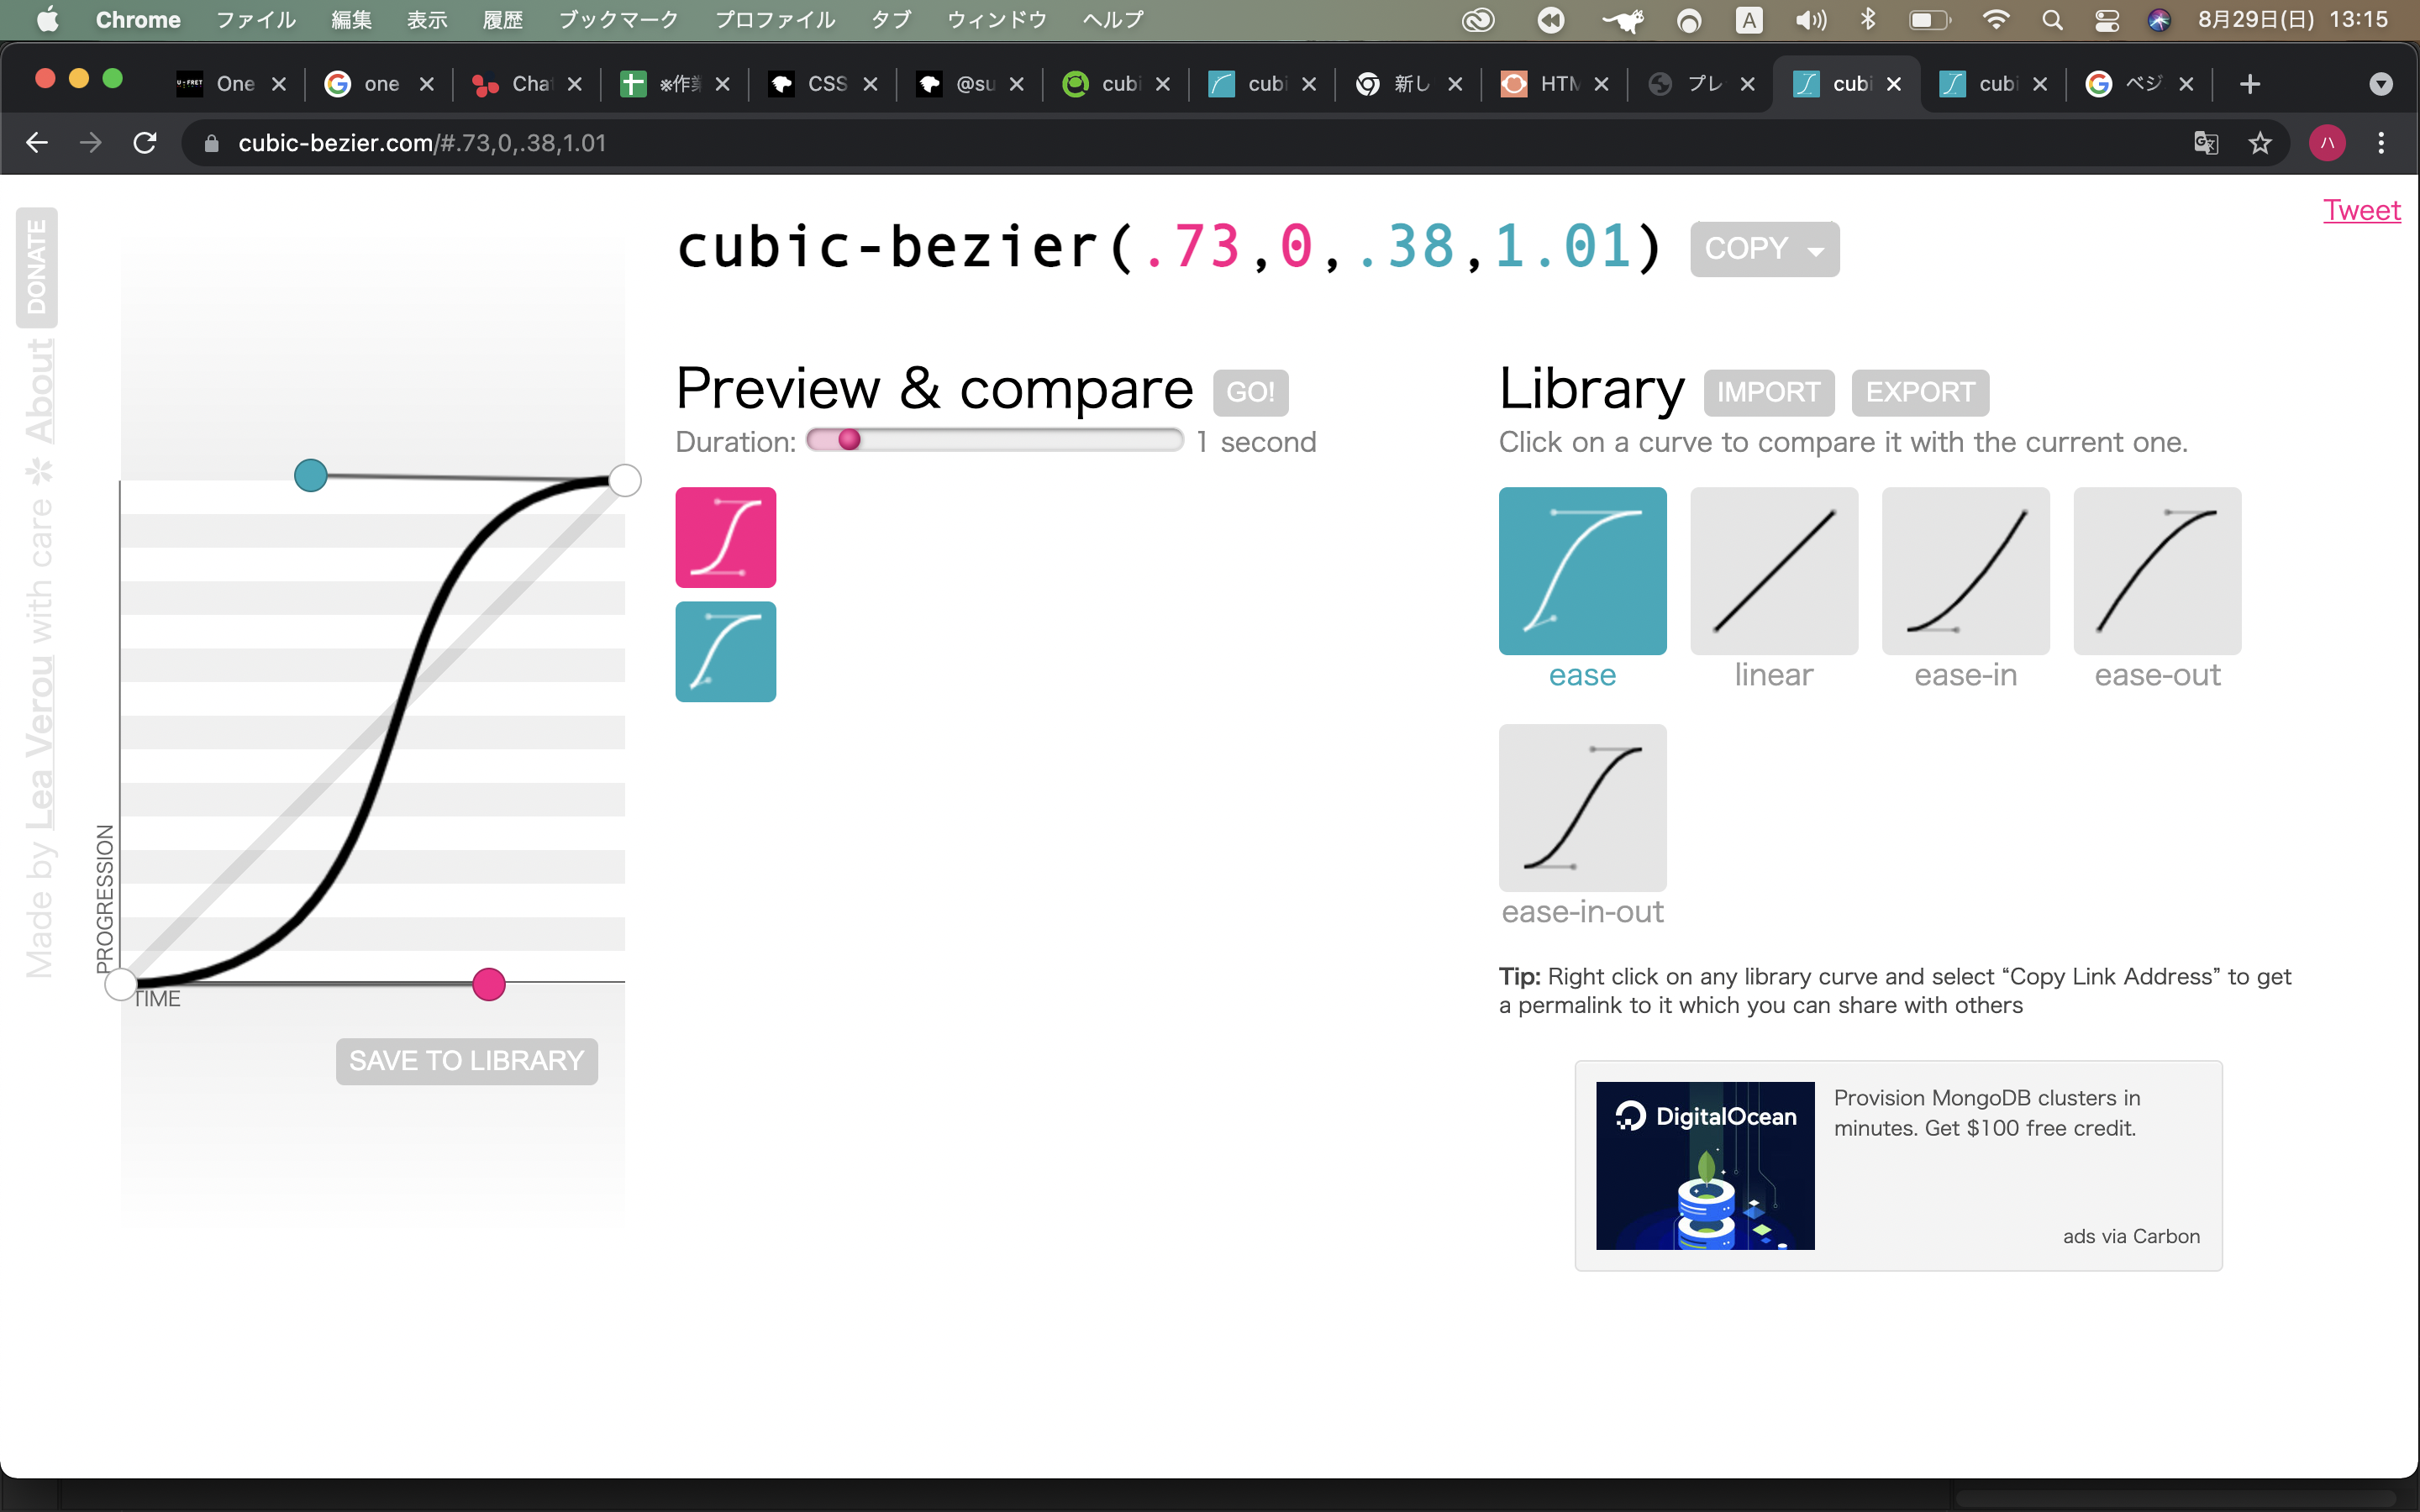 Chrome ファイル 編集 表示 履歴 ブックマーク プロファイル タブ ウィンドウ ヘルプ A 8月29日(日) 13:15
U-FRET One one Cha ※作業 CSS @su cubi cubi 新し HTM プレ cubi cubi ベジ
cubic-bezier.com/#.73,0,.38,1.01 ハ
Tweet
DONATE
Made by Lea Verou with care ✽ About
cubic-bezier(.73,0,.38,1.01) COPY
Preview & compare GO!
Duration: 1 second
Library IMPORT EXPORT
Click on a curve to compare it with the current one.
ease linear ease-in ease-out
ease-in-out
PROGRESSION
TIME
SAVE TO LIBRARY
Tip: Right click on any library curve and select “Copy Link Address” to get
a permalink to it which you can share with others
DigitalOcean
Provision MongoDB clusters in
minutes. Get $100 free credit.
ads via Carbon